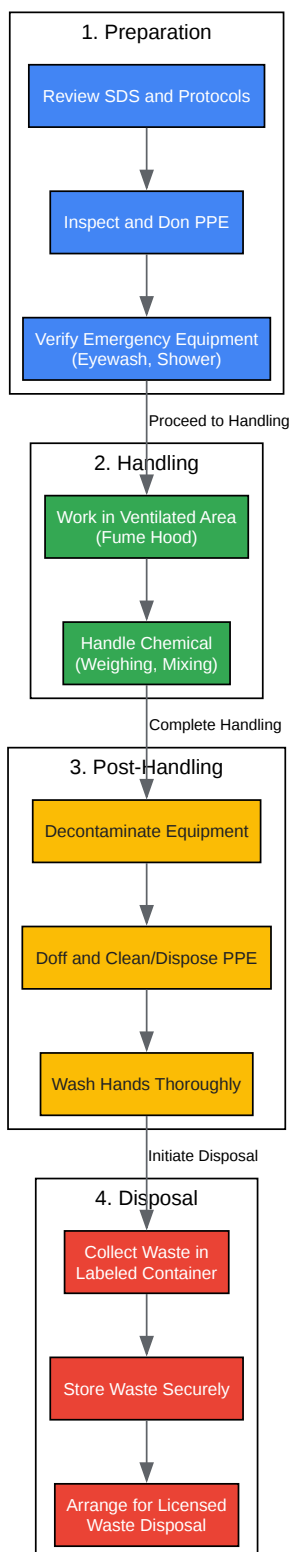 1. Preparation
Review SDS and Protocols
Inspect and Don PPE
Verify Emergency Equipment
(Eyewash, Shower)
Proceed to Handling
2. Handling
Work in Ventilated Area
(Fume Hood)
Handle Chemical
(Weighing, Mixing)
Complete Handling
3. Post-Handling
Decontaminate Equipment
Doff and Clean/Dispose PPE
Wash Hands Thoroughly
Initiate Disposal
4. Disposal
Collect Waste in
Labeled Container
Store Waste Securely
Arrange for Licensed
Waste Disposal